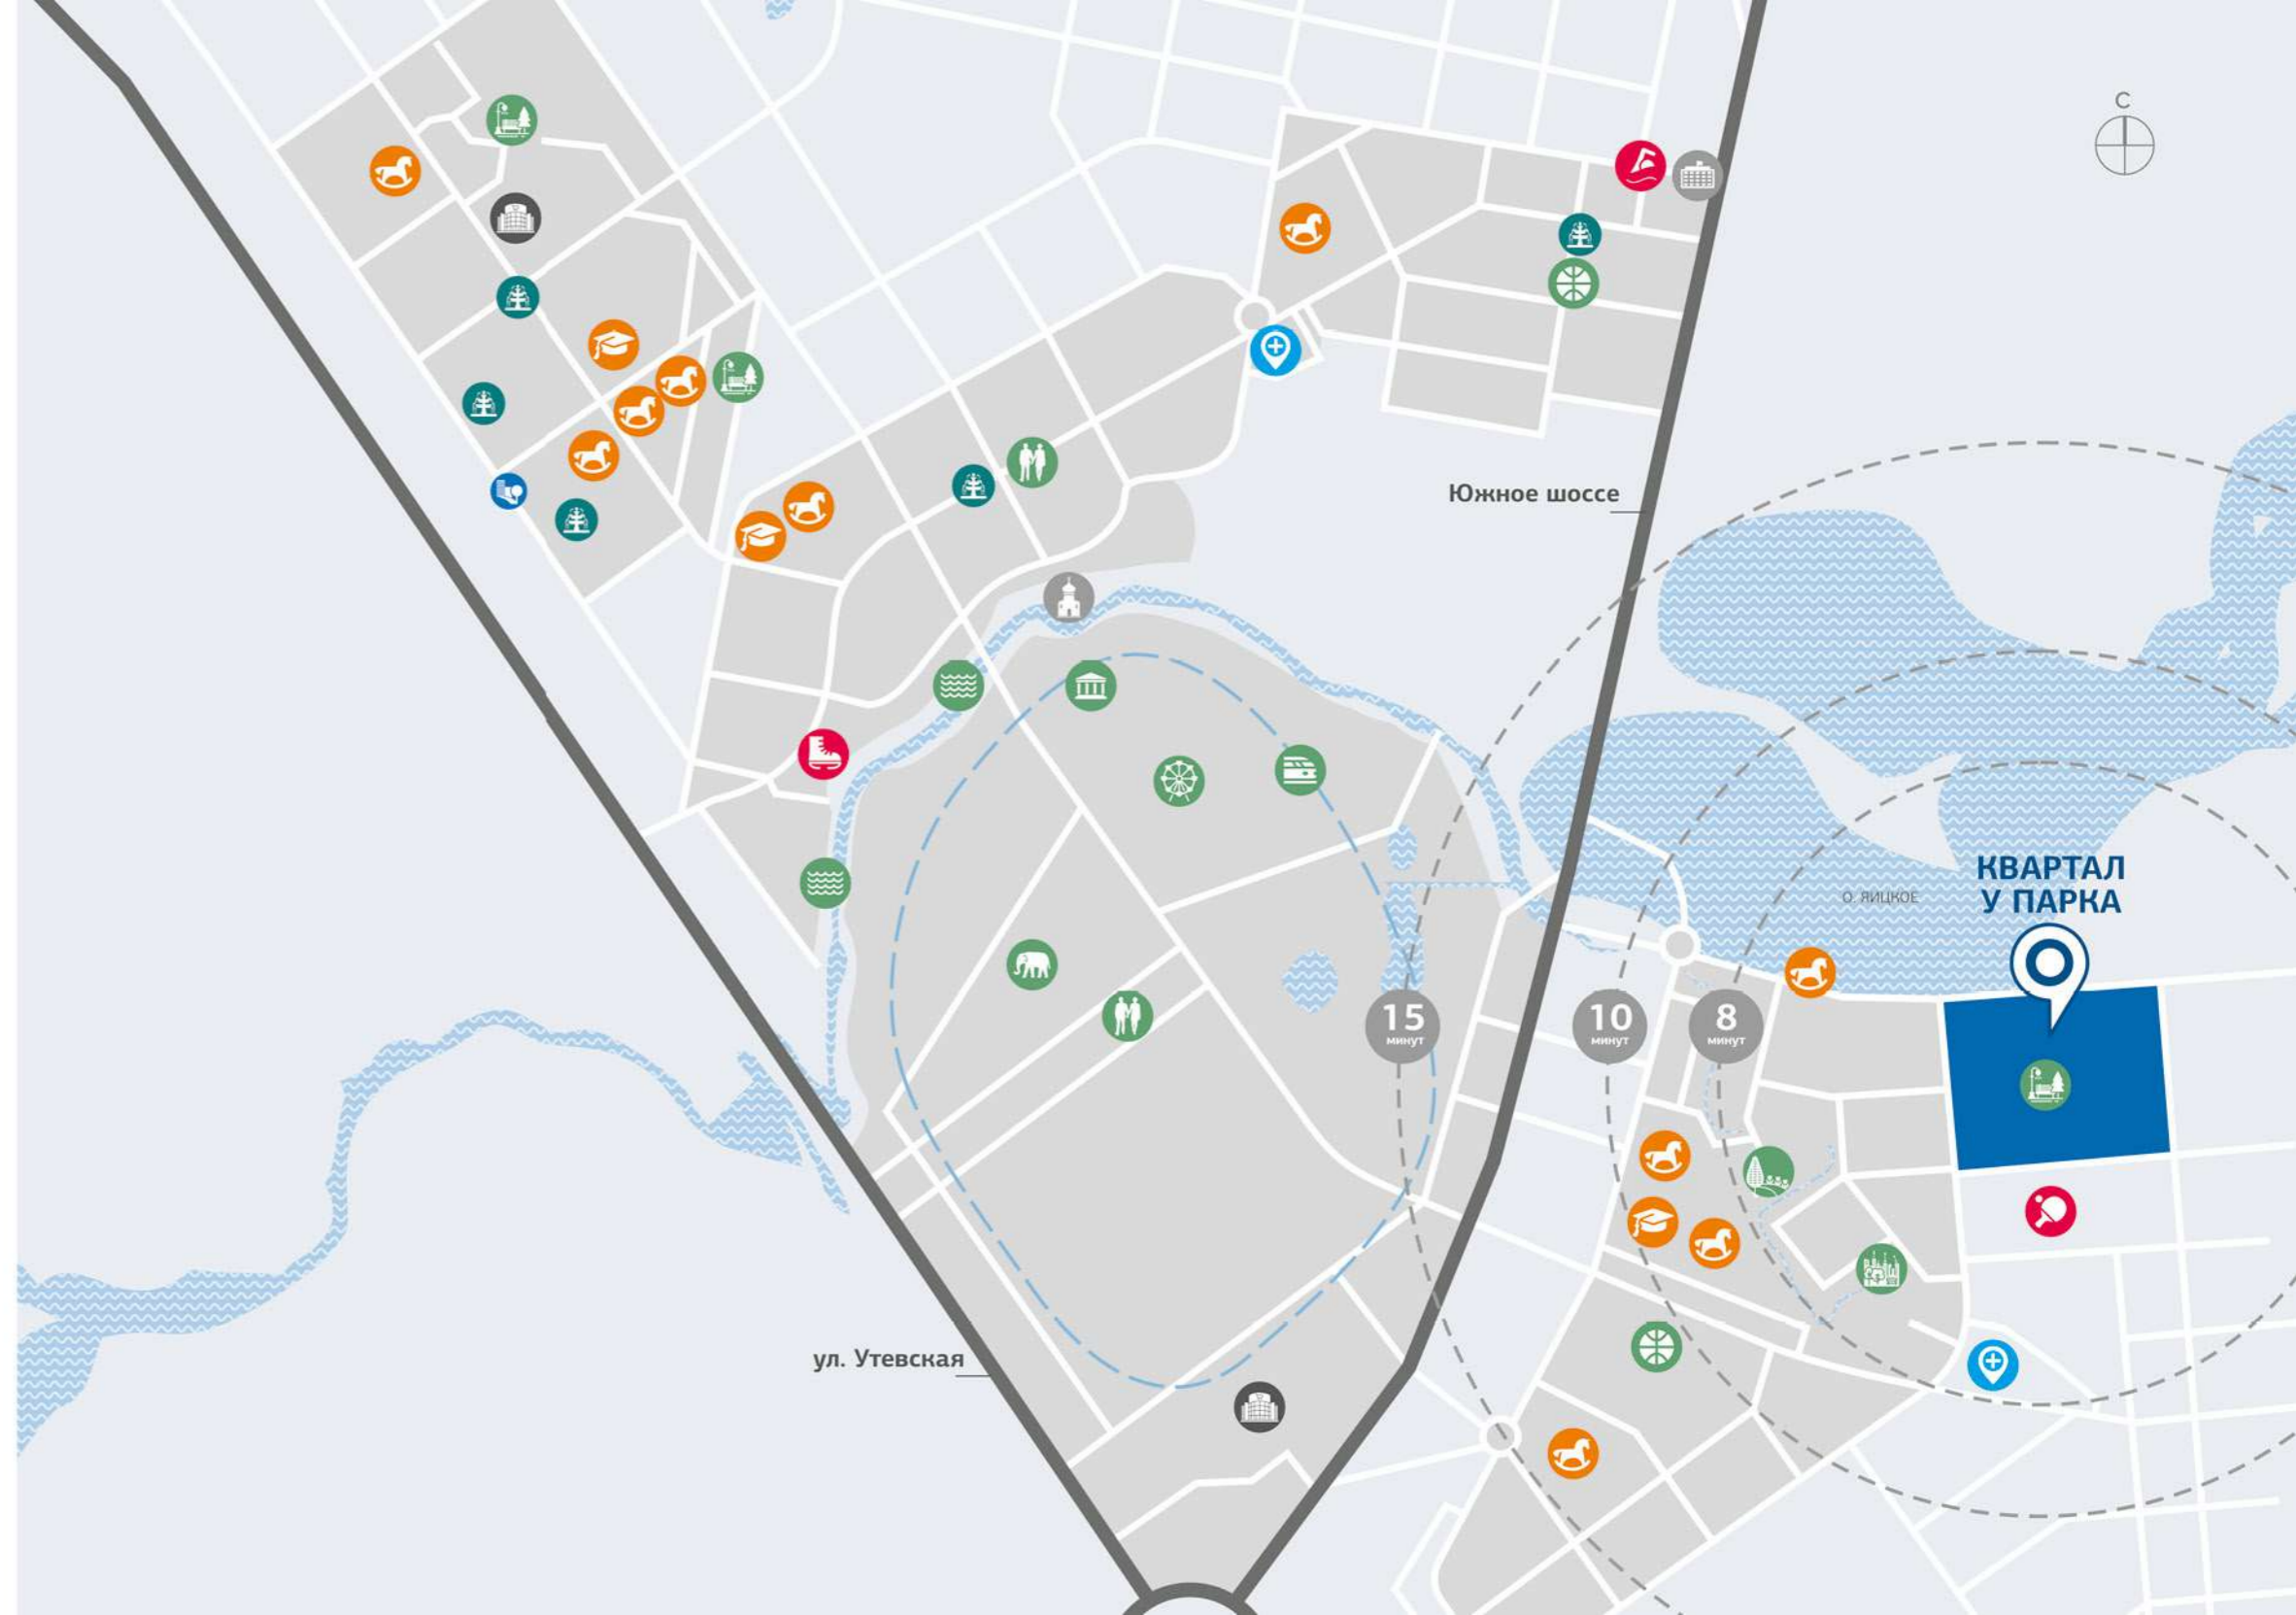 С
Южное шоссе
КВАРТАЛ
У ПАРКА
О. ЯИЦКОЕ
15
минут
10
минут
8
минут
ул. Утевская